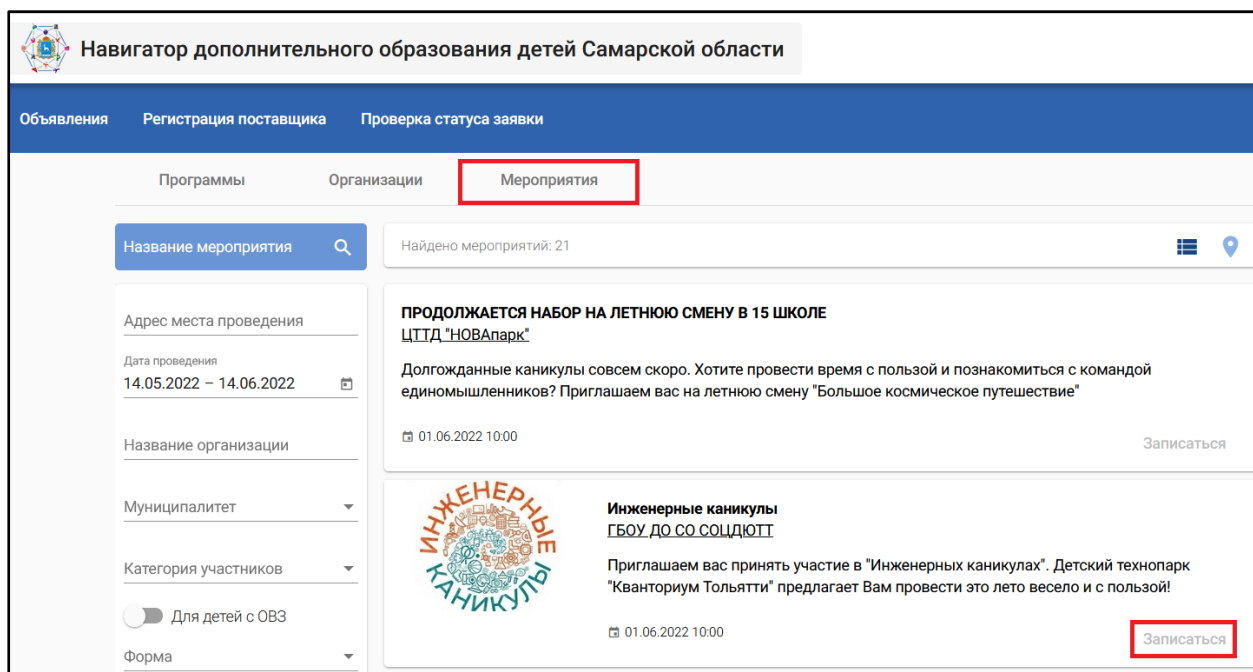 Навигатор дополнительного образования детей Самарской области
Объявления Регистрация поставщика Проверка статуса заявки
Программы Организации Мероприятия
Название мероприятия
Найдено мероприятий: 21
Адрес места проведения
Дата проведения
14.05.2022 – 14.06.2022
Название организации
Муниципалитет
Категория участников
Для детей с ОВЗ
Форма
ПРОДОЛЖАЕТСЯ НАБОР НА ЛЕТНЮЮ СМЕНУ В 15 ШКОЛЕ
ЦТТД "НОВАпарк"
Долгожданные каникулы совсем скоро. Хотите провести время с пользой и познакомиться с командой
единомышленников? Приглашаем вас на летнюю смену "Большое космическое путешествие"
01.06.2022 10:00
Записаться
ИНЖЕНЕРНЫЕ
КАНИКУЛЫ
Инженерные каникулы
ГБОУ ДО СО СОЦДЮТТ
Приглашаем вас принять участие в "Инженерных каникулах". Детский технопарк
"Кванториум Тольятти" предлагает Вам провести это лето весело и с пользой!
01.06.2022 10:00
Записаться